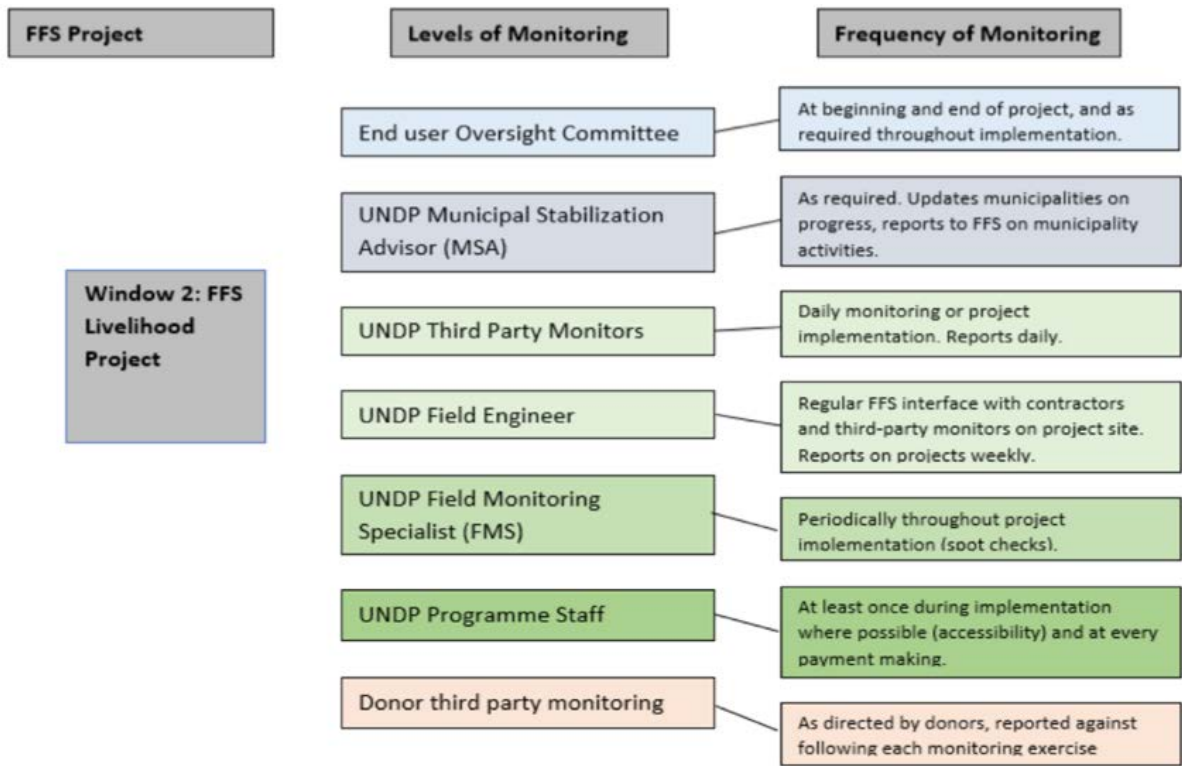 FFS Project
Levels of Monitoring
Frequency of Monitoring
Window 2: FFS
Livelihood
Project
End user Oversight Committee
At beginning and end of project, and as
required throughout implementation.
UNDP Municipal Stabilization
Advisor (MSA)
As required. Updates municipalities on
progress, reports to FFS on municipality
activities.
UNDP Third Party Monitors
Daily monitoring or project
implementation. Reports daily.
UNDP Field Engineer
Regular FFS interface with contractors
and third-party monitors on project site.
Reports on projects weekly.
UNDP Field Monitoring
Specialist (FMS)
Periodically throughout project
implementation (spot checks).
UNDP Programme Staff
At least once during implementation
where possible (accessibility) and at every
payment making.
Donor third party monitoring
As directed by donors, reported against
following each monitoring exercise